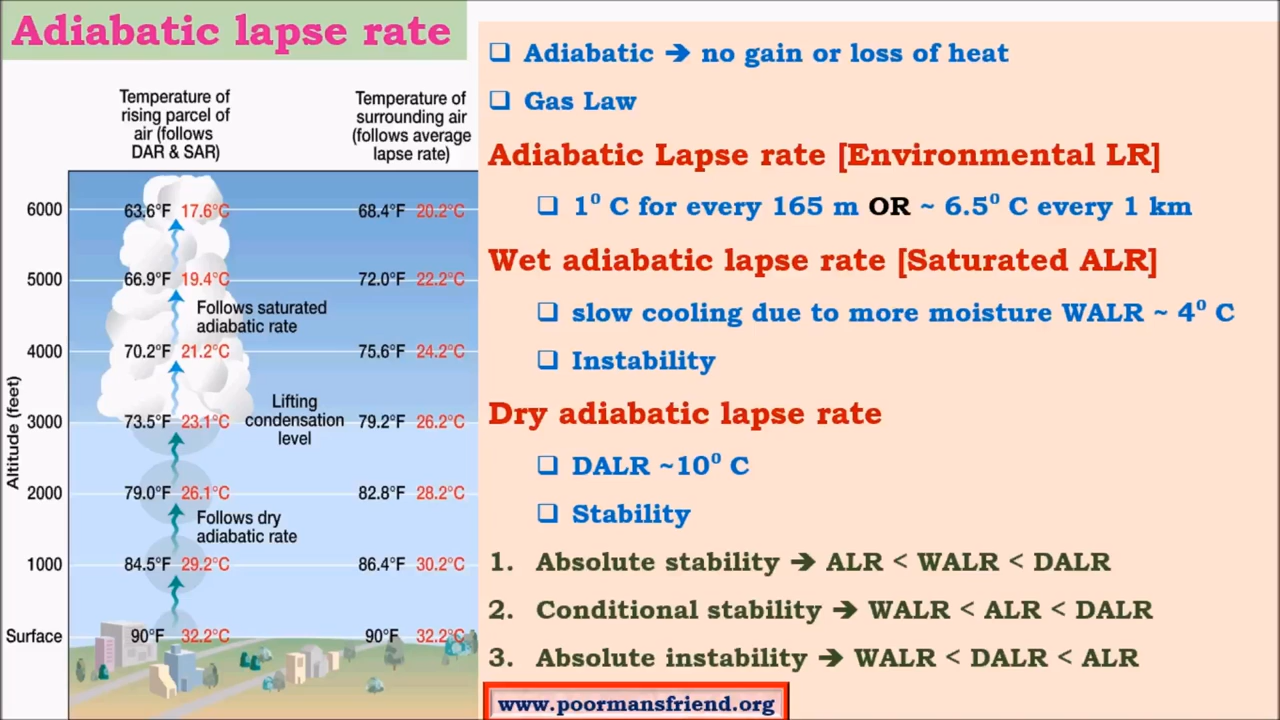 Adiabatic lapse rate
Temperature of
rising parcel of
air (follows
DAR & SAR)
Temperature of
surrounding air
(follows average
lapse rate)
Altitude (feet)
6000 63.6°F 17.6°C 68.4°F 20.2°C
5000 66.9°F 19.4°C 72.0°F 22.2°C
Follows saturated
adiabatic rate
4000 70.2°F 21.2°C 75.6°F 24.2°C
Lifting
condensation
level
3000 73.5°F 23.1°C 79.2°F 26.2°C
2000 79.0°F 26.1°C 82.8°F 28.2°C
Follows dry
adiabatic rate
1000 84.5°F 29.2°C 86.4°F 30.2°C
Surface 90°F 32.2°C 90°F 32.2°C
❑ Adiabatic ➔ no gain or loss of heat
❑ Gas Law
Adiabatic Lapse rate [Environmental LR]
❑ 1⁰ C for every 165 m OR ~ 6.5⁰ C every 1 km
Wet adiabatic lapse rate [Saturated ALR]
❑ slow cooling due to more moisture WALR ~ 4⁰ C
❑ Instability
Dry adiabatic lapse rate
❑ DALR ~10⁰ C
❑ Stability
1. Absolute stability ➔ ALR < WALR < DALR
2. Conditional stability ➔ WALR < ALR < DALR
3. Absolute instability ➔ WALR < DALR < ALR
www.poormansfriend.org